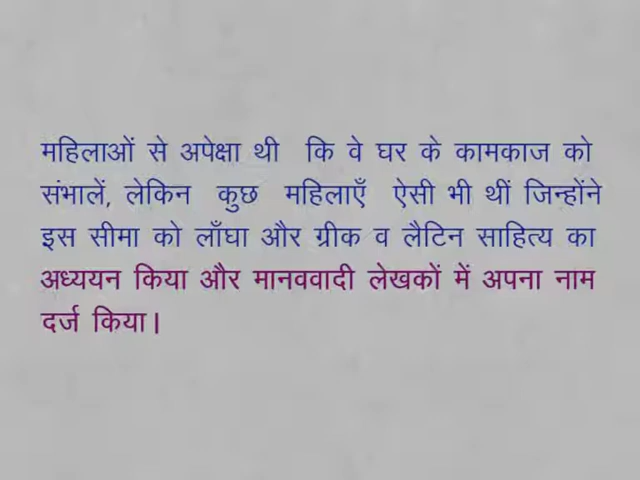 महिलाओं से अपेक्षा थी कि वे घर के कामकाज को
संभालें, लेकिन कुछ महिलाएँ ऐसी भी थीं जिन्होंने
इस सीमा को लाँघा और ग्रीक व लैटिन साहित्य का
अध्ययन किया और मानववादी लेखकों में अपना नाम
दर्ज किया।